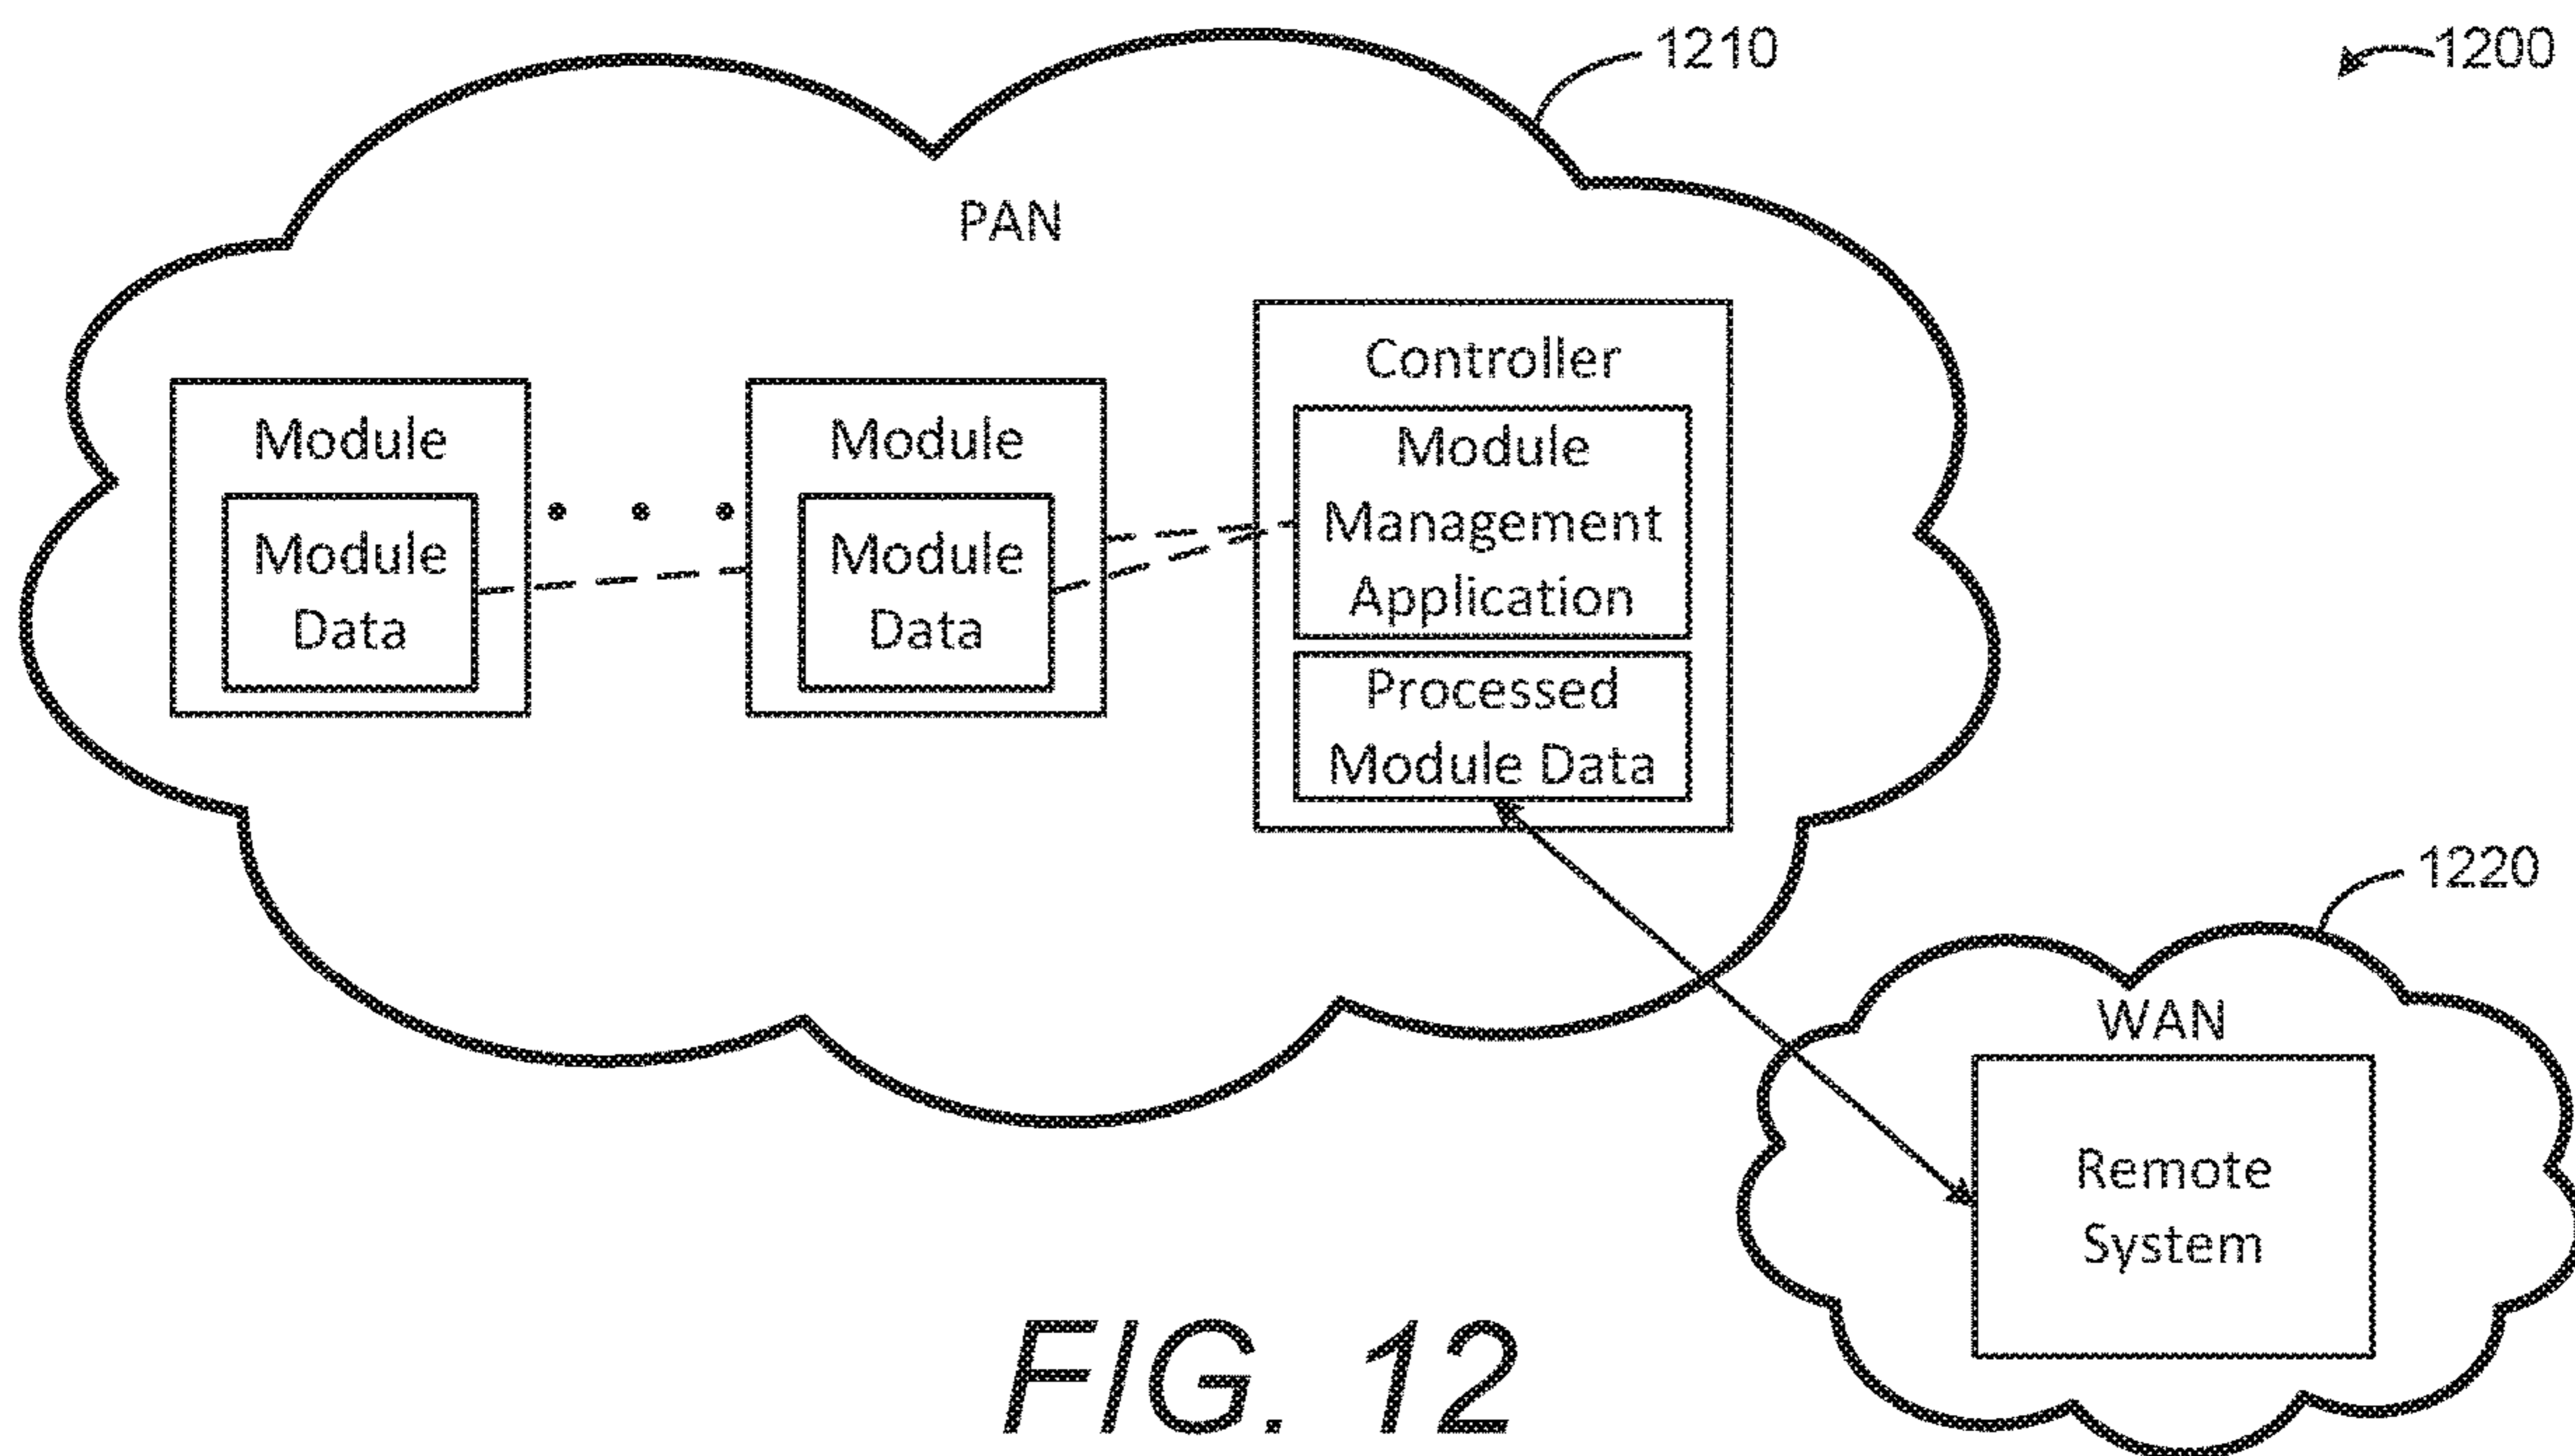 1210
1200
PAN
Module
Module
Data
Module
Module
Data
Controller
Module
Management
Application
Processed
Module Data
1220
WAN
Remote
System
FIG. 12